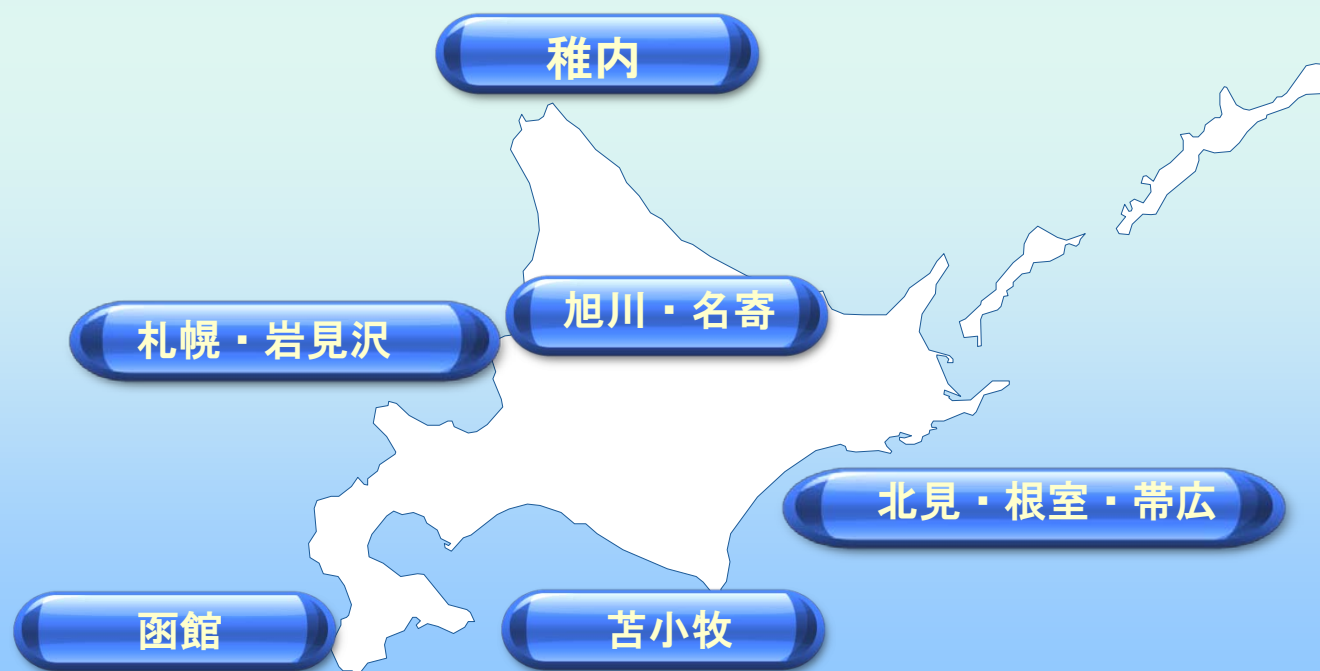 稚内
旭川・名寄
札幌・岩見沢
北見・根室・帯広
函館
苫小牧